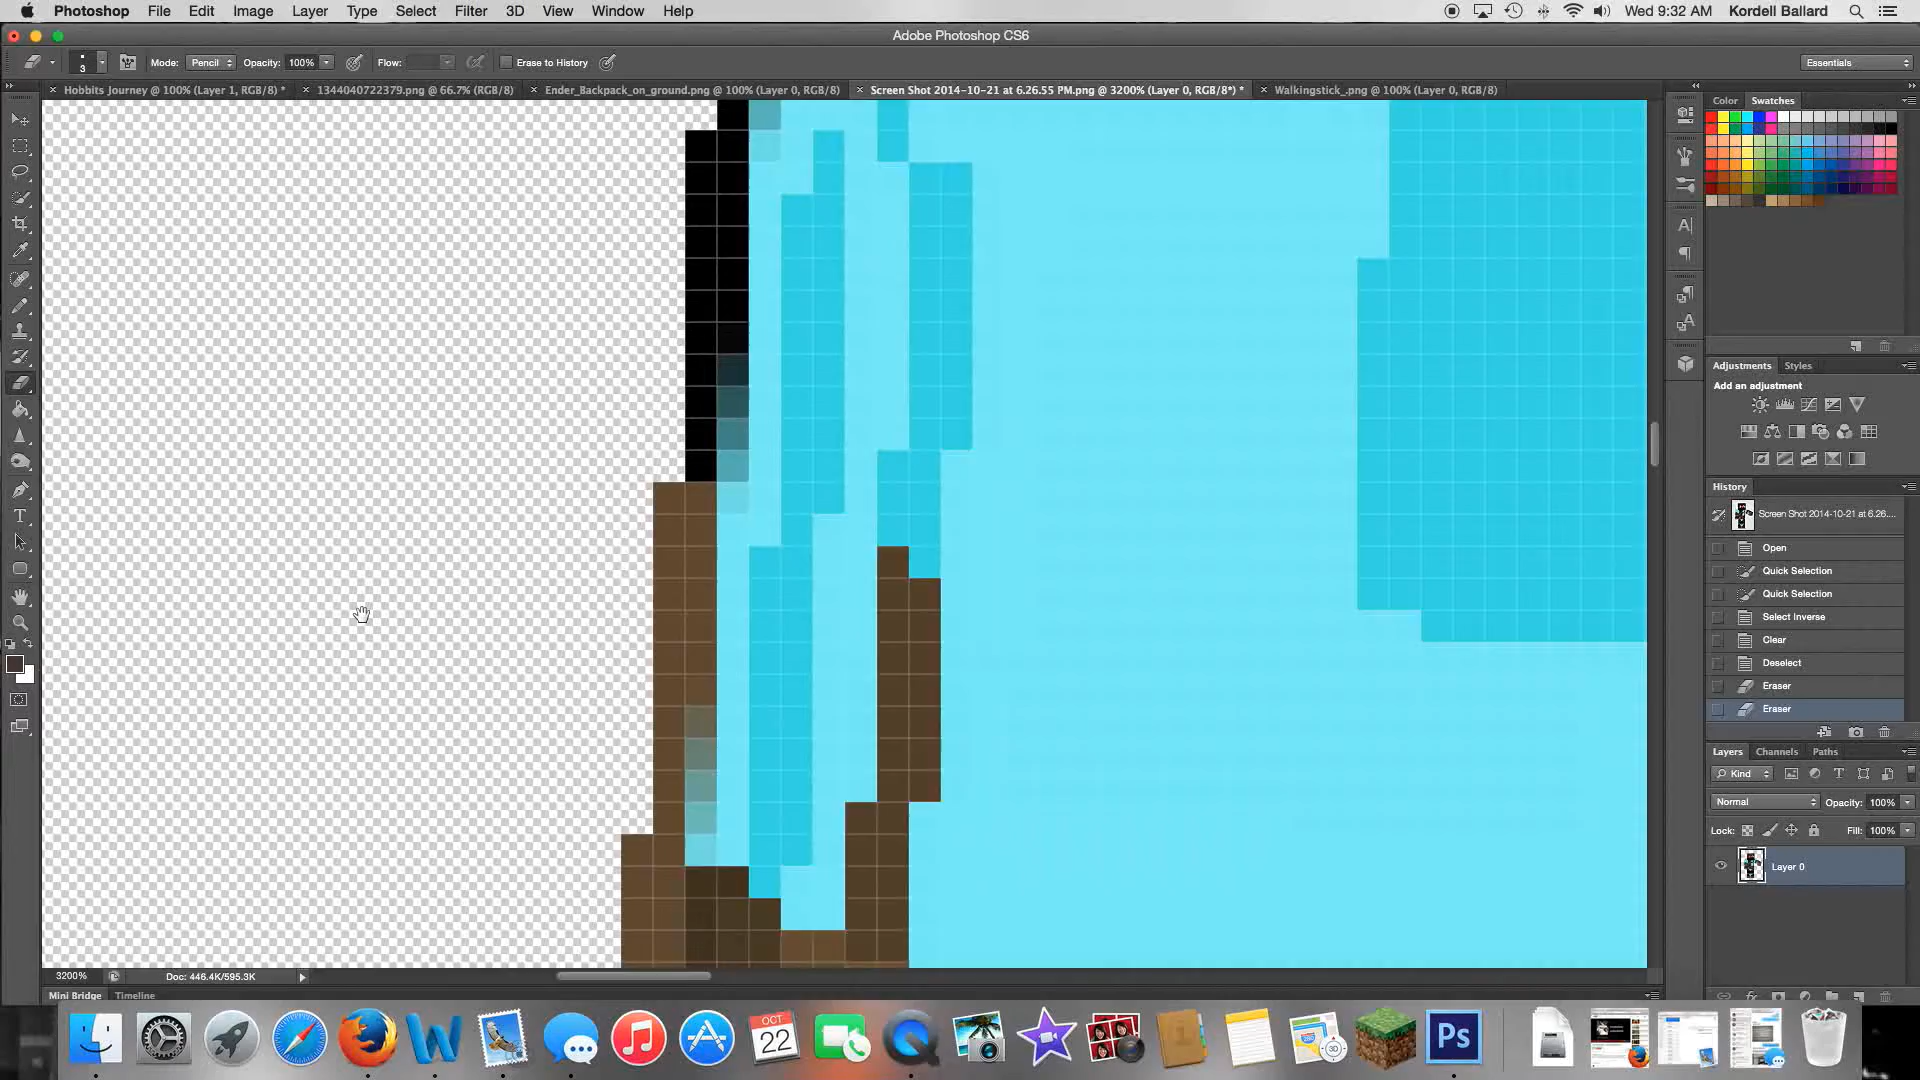 Photoshop File Edit Image Layer Type Select Filter 3D View Window Help Wed 9:32 AM Kordell Ballard
Adobe Photoshop CS6
3 Mode: Pencil Opacity: 100% Flow: Erase to History Essentials
Hobbits Journey @ 100% (Layer 1, RGB/8) * 1344040722379.png @ 66.7% (RGB/8) Ender_Backpack_on_ground.png @ 100% (Layer 0, RGB/8) Screen Shot 2014-10-21 at 6.26.55 PM.png @ 3200% (Layer 0, RGB/8*) * Walkingstick_.png @ 100% (Layer 0, RGB/8)
Color Swatches
Adjustments Styles
Add an adjustment
History
Screen Shot 2014-10-21 at 6.26....
Open
Quick Selection
Quick Selection
Select Inverse
Clear
Deselect
Eraser
Eraser
Layers Channels Paths
Kind
Normal Opacity: 100%
Lock: Fill: 100%
Layer 0
3200% Doc: 446.4K/595.3K
Mini Bridge Timeline
OCT
22
Ps